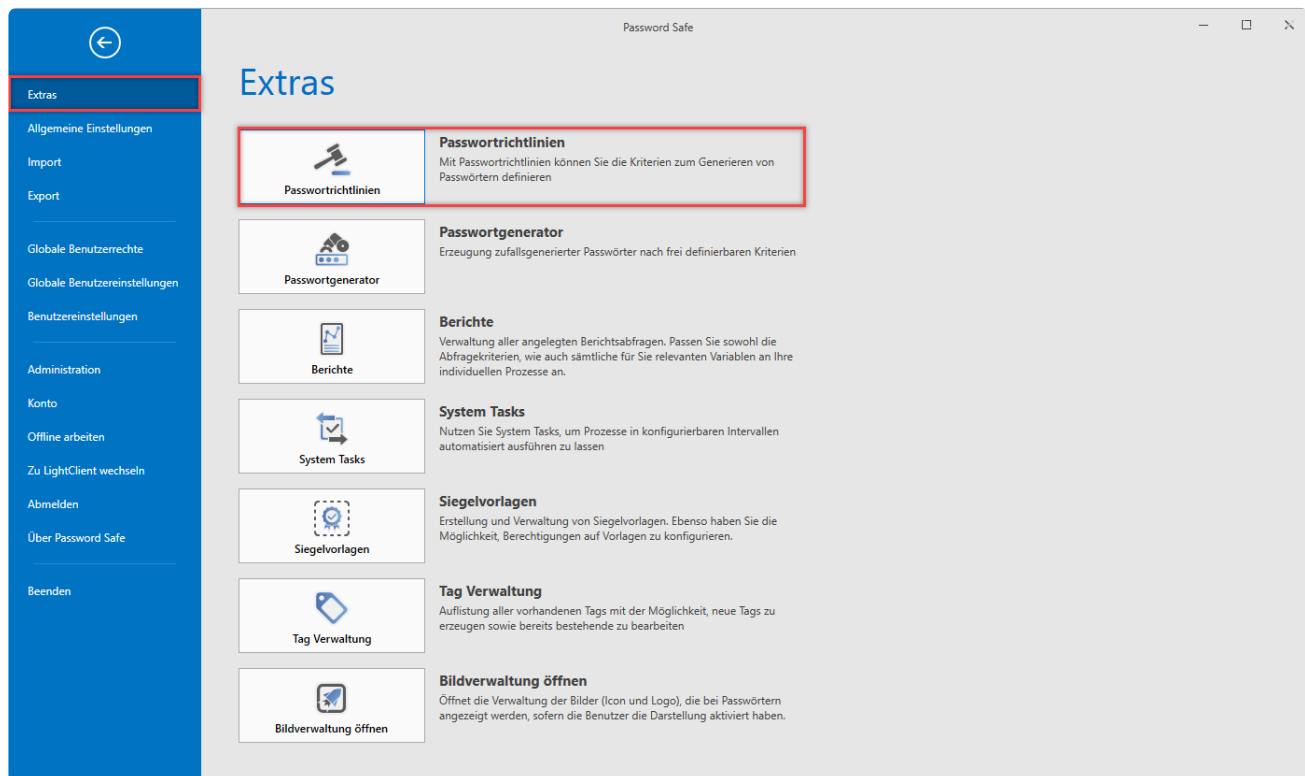 Password Safe
Extras
Allgemeine Einstellungen
Import
Export
Globale Benutzerrechte
Globale Benutzereinstellungen
Benutzereinstellungen
Administration
Konto
Offline arbeiten
Zu LightClient wechseln
Abmelden
Über Password Safe
Beenden
Extras
Passwortrichtlinien
Passwortrichtlinien
Mit Passwortrichtlinien können Sie die Kriterien zum Generieren von
Passwörtern definieren
Passwortgenerator
Passwortgenerator
Erzeugung zufallsgenerierter Passwörter nach frei definierbaren Kriterien
Berichte
Berichte
Verwaltung aller angelegten Berichtsabfragen. Passen Sie sowohl die
Abfragekriterien, wie auch sämtliche für Sie relevanten Variablen an Ihre
individuellen Prozesse an.
System Tasks
System Tasks
Nutzen Sie System Tasks, um Prozesse in konfigurierbaren Intervallen
automatisiert ausführen zu lassen
Siegelvorlagen
Siegelvorlagen
Erstellung und Verwaltung von Siegelvorlagen. Ebenso haben Sie die
Möglichkeit, Berechtigungen auf Vorlagen zu konfigurieren.
Tag Verwaltung
Tag Verwaltung
Auflistung aller vorhandenen Tags mit der Möglichkeit, neue Tags zu
erzeugen sowie bereits bestehende zu bearbeiten
Bildverwaltung öffnen
Bildverwaltung öffnen
Öffnet die Verwaltung der Bilder (Icon und Logo), die bei Passwörtern
angezeigt werden, sofern die Benutzer die Darstellung aktiviert haben.